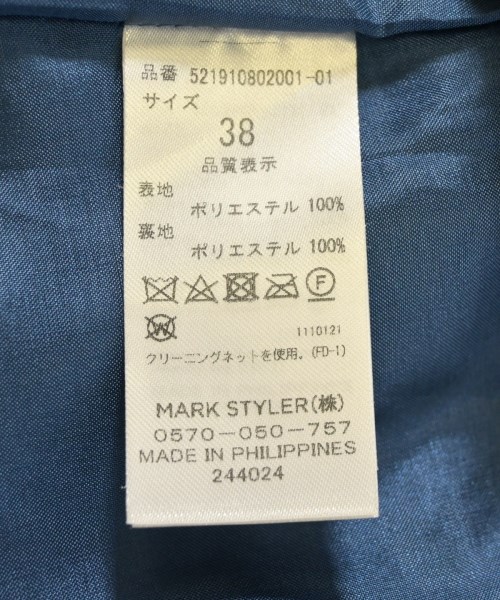 品番 521910802001-01
サイズ
38
品質表示
表地
ポリエステル 100%
裏地
ポリエステル 100%
F
W
1110121
クリーニングネットを使用。(FD-1)
MARK STYLER(株)
0570-050-757
MADE IN PHILIPPINES
244024